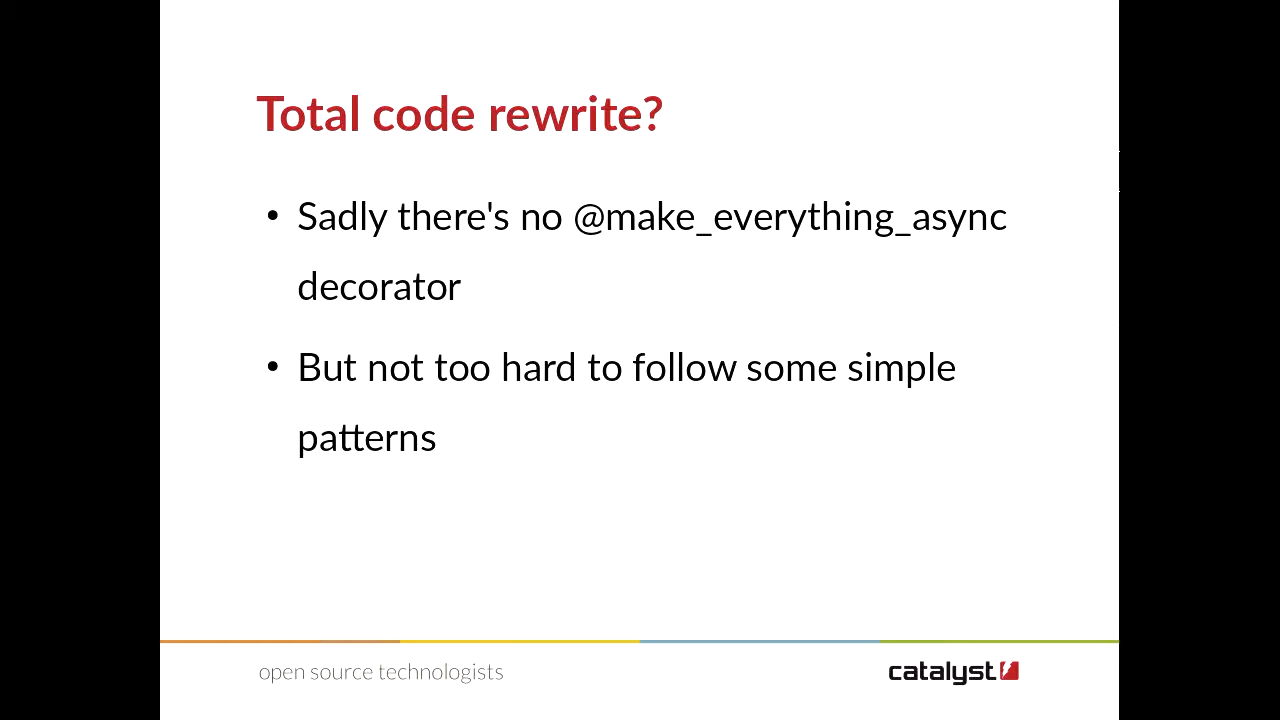 Total code rewrite?
• Sadly there's no @make_everything_async
decorator
• But not too hard to follow some simple
patterns
open source technologists
catalyst